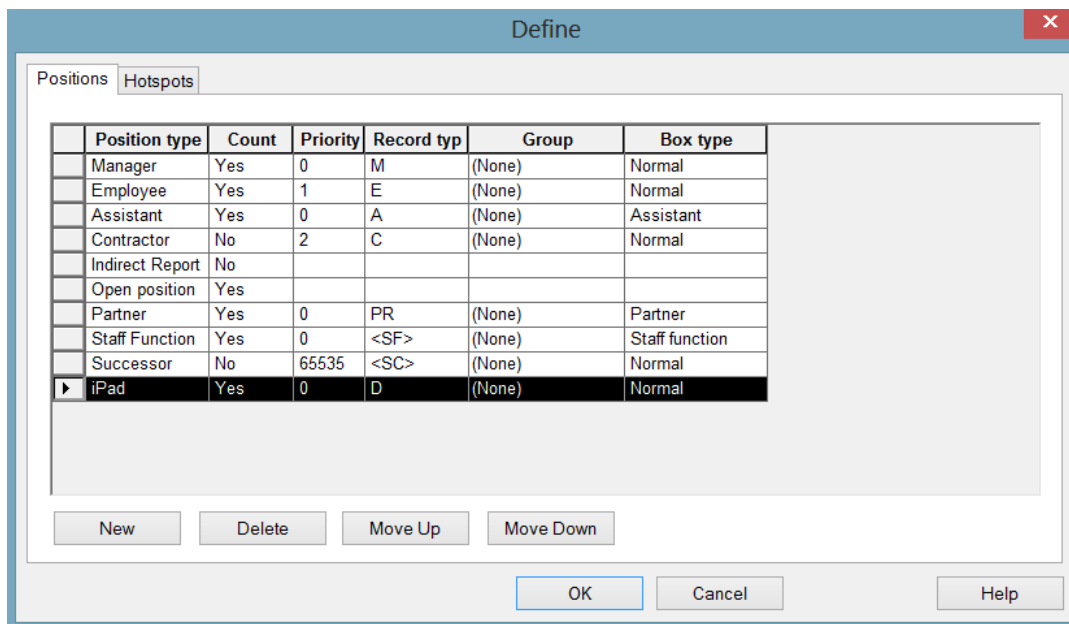 Define
Positions Hotspots
Position type Count Priority Record typ Group Box type
Manager Yes 0 M (None) Normal
Employee Yes 1 E (None) Normal
Assistant Yes 0 A (None) Assistant
Contractor No 2 C (None) Normal
Indirect Report No
Open position Yes
Partner Yes 0 PR (None) Partner
Staff Function Yes 0 <SF> (None) Staff function
Successor No 65535 <SC> (None) Normal
iPad Yes 0 D (None) Normal
New Delete Move Up Move Down
OK Cancel Help